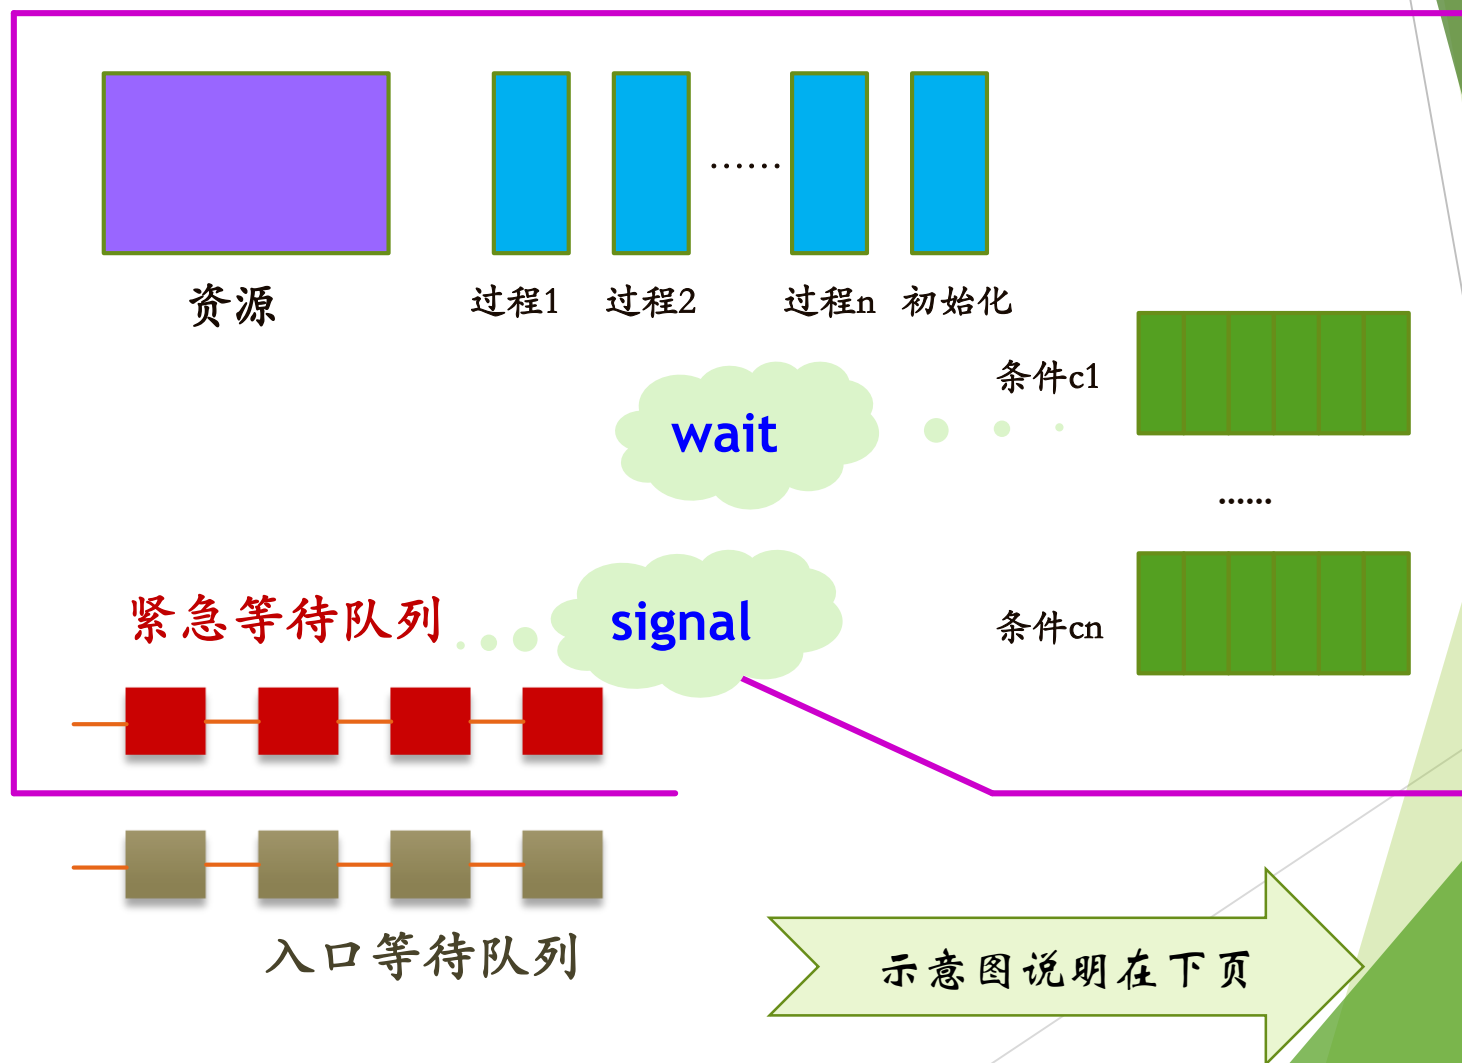 ……
资源
过程1
过程2
过程n
初始化
条件c1
wait
......
紧急等待队列
signal
条件cn
入口等待队列
示意图说明在下页